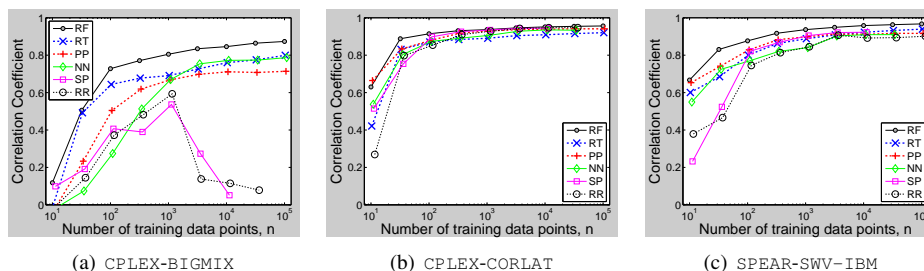 RF
RT
PP
NN
SP
RR
1
0.8
0.6
0.4
0.2
0
Correlation Coefficient
10^1 10^2 10^3 10^4 10^5
Number of training data points, n
(a) CPLEX-BIGMIX
1
0.8
0.6
0.4
0.2
0
Correlation Coefficient
RF
RT
PP
NN
SP
RR
10^1 10^2 10^3 10^4 10^5
Number of training data points, n
(b) CPLEX-CORLAT
1
0.8
0.6
0.4
0.2
0
Correlation Coefficient
RF
RT
PP
NN
SP
RR
10^1 10^2 10^3 10^4 10^5
Number of training data points, n
(c) SPEAR-SWV-IBM